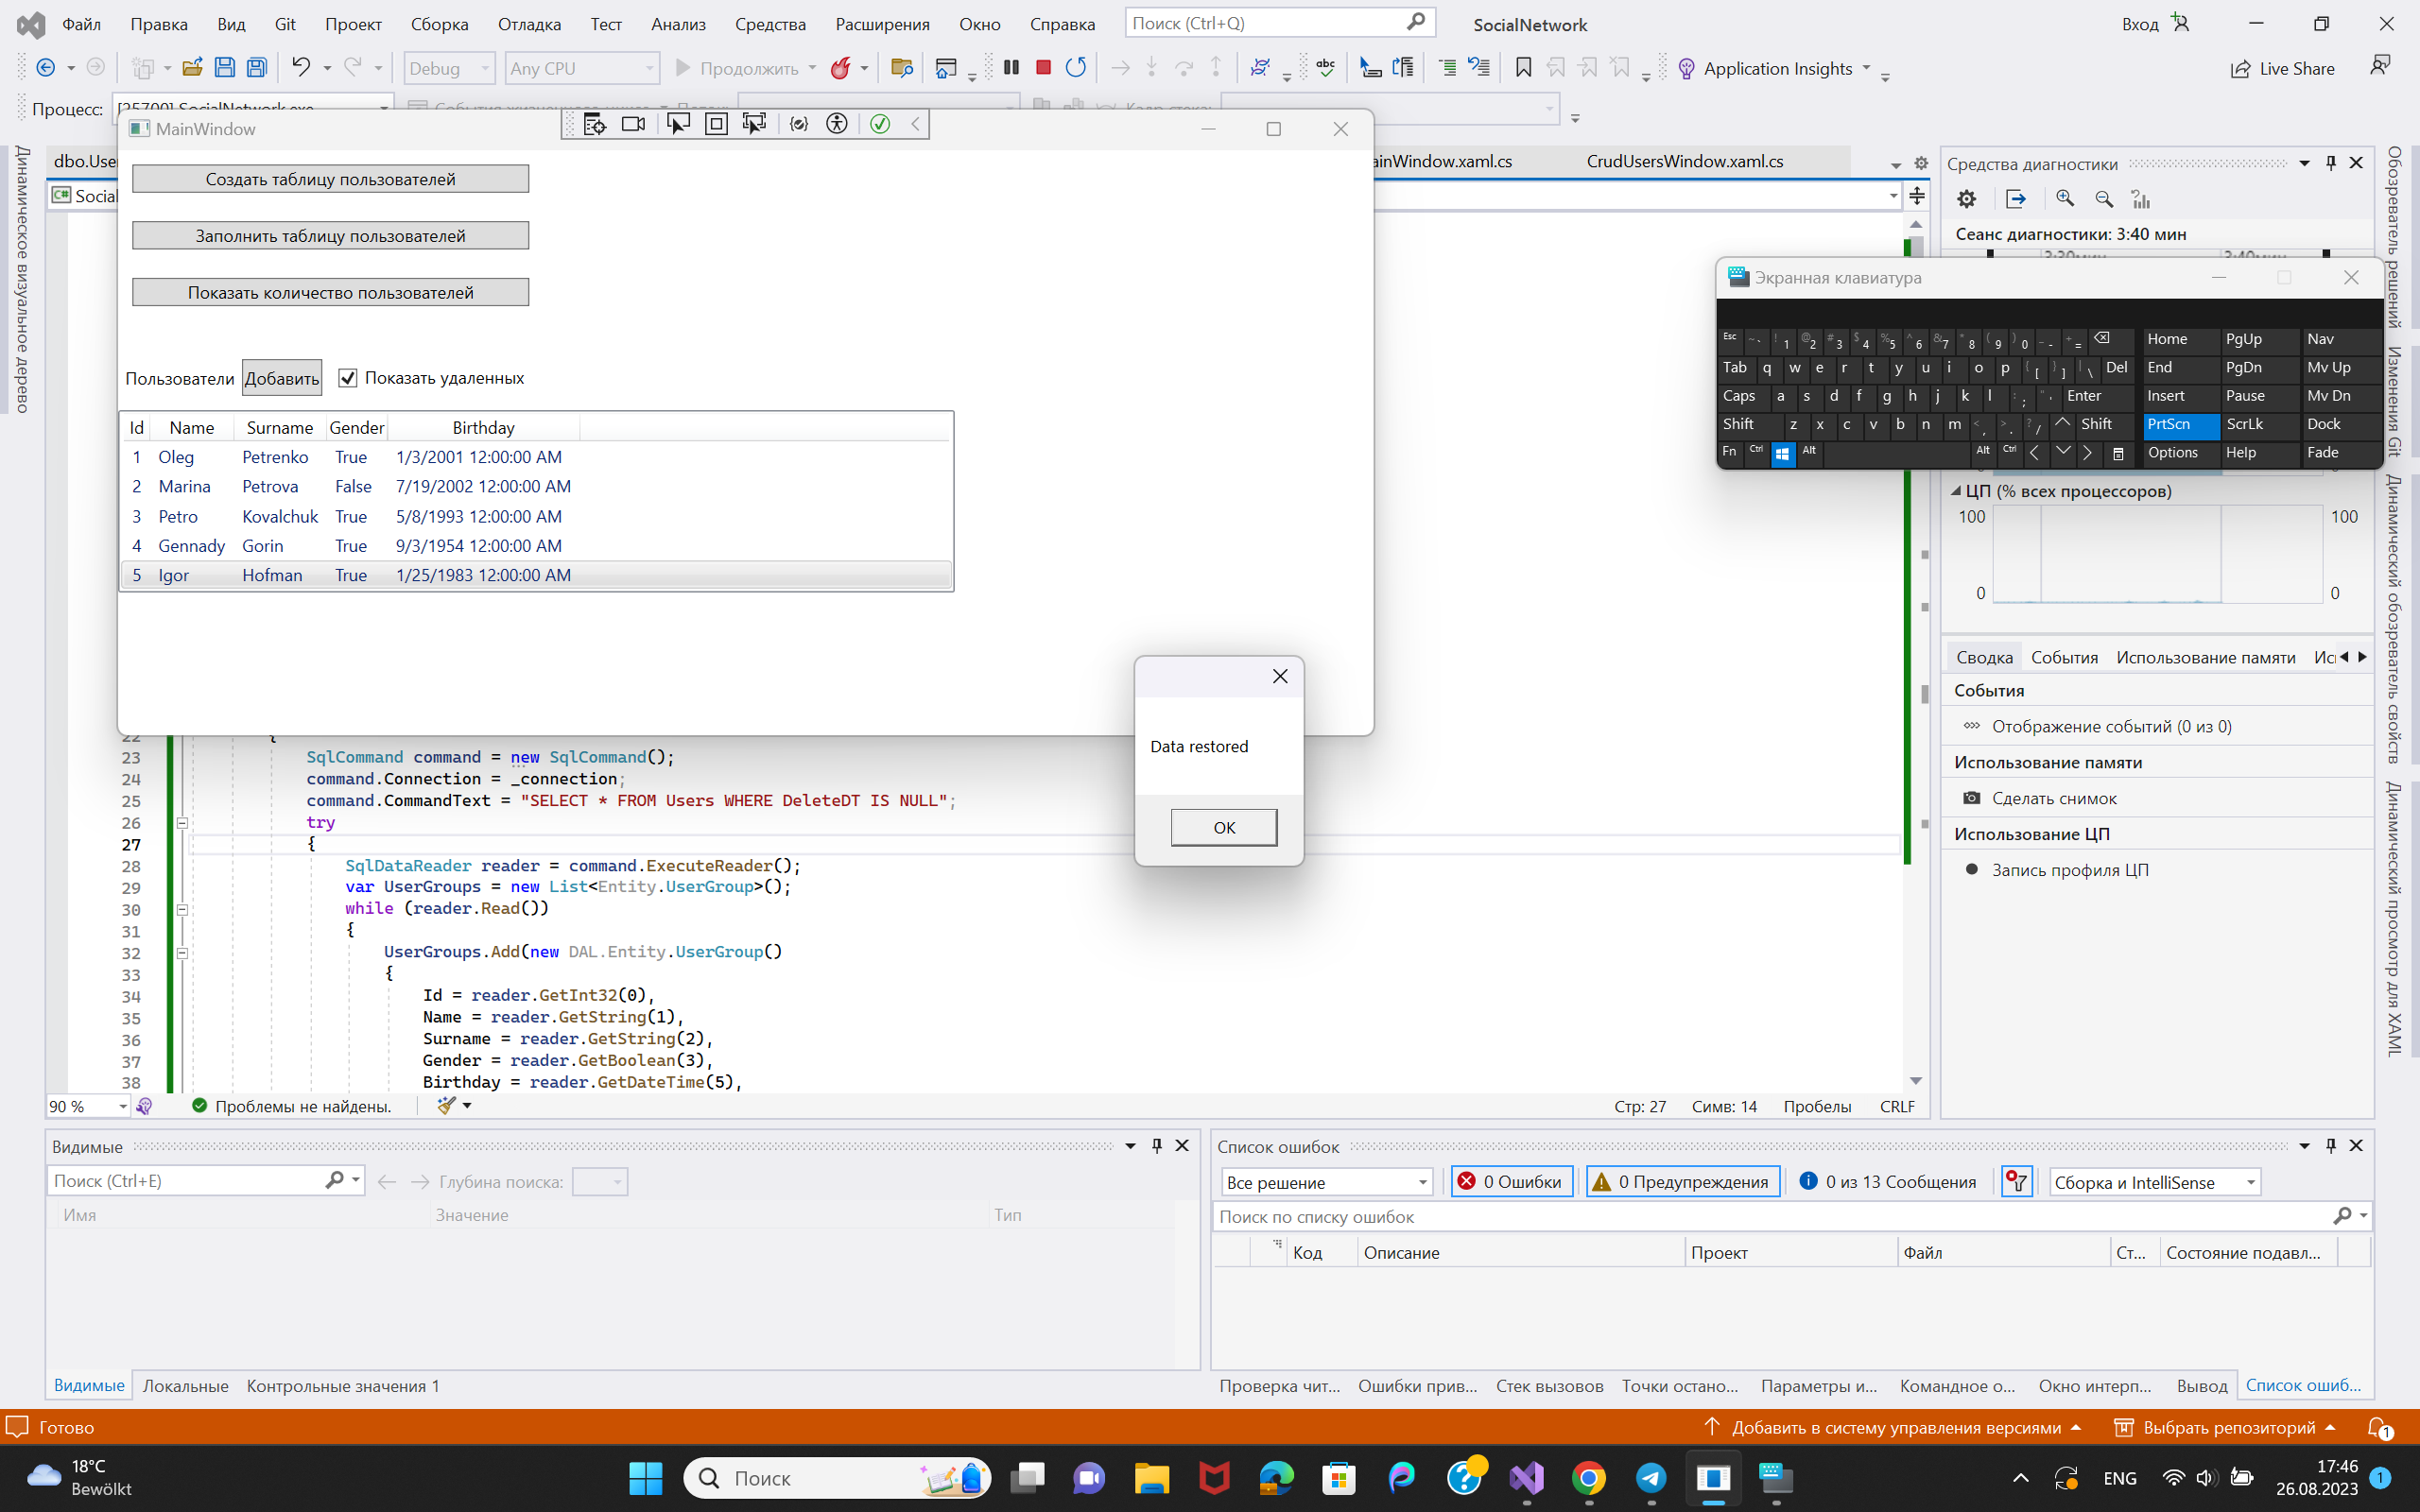 Файл Правка Вид Git Проект Сборка Отладка Тест Анализ Средства Расширения Окно Справка Поиск (Ctrl+Q) SocialNetwork Вход
Debug Any CPU Продолжить Application Insights Live Share
Процесс: [35700] SocialNetwork.exe
MainWindow
Создать таблицу пользователей
Заполнить таблицу пользователей
Показать количество пользователей
Пользователи Добавить Показать удаленных
Id Name Surname Gender Birthday
1 Oleg Petrenko True 1/3/2001 12:00:00 AM
2 Marina Petrova False 7/19/2002 12:00:00 AM
3 Petro Kovalchuk True 5/8/1993 12:00:00 AM
4 Gennady Gorin True 9/3/1954 12:00:00 AM
5 Igor Hofman True 1/25/1983 12:00:00 AM
Data restored
OK
dbo.Use
ainWindow.xaml.cs CrudUsersWindow.xaml.cs
Social
22 {
23 SqlCommand command = new SqlCommand();
24 command.Connection = _connection;
25 command.CommandText = "SELECT * FROM Users WHERE DeleteDT IS NULL";
26 try
27 {
28 SqlDataReader reader = command.ExecuteReader();
29 var UserGroups = new List<Entity.UserGroup>();
30 while (reader.Read())
31 {
32 UserGroups.Add(new DAL.Entity.UserGroup()
33 {
34 Id = reader.GetInt32(0),
35 Name = reader.GetString(1),
36 Surname = reader.GetString(2),
37 Gender = reader.GetBoolean(3),
38 Birthday = reader.GetDateTime(5),
90 % Проблемы не найдены. Стр: 27 Симв: 14 Пробелы CRLF
Динамическое визуальное дерево
Средства диагностики
Сеанс диагностики: 3:40 мин
Экранная клавиатура
Esc ~ ` ! 1 @ 2 # 3 $ 4 % 5 ^ 6 & 7 * 8 ( 9 ) 0 _ - + = Home PgUp Nav
Tab q w e r t y u i o p { [ } ] | \ Del End PgDn Mv Up
Caps a s d f g h j k l : ; " ' Enter Insert Pause Mv Dn
Shift z x c v b n m < , > . ? / Shift PrtScn ScrLk Dock
Fn Ctrl Alt Alt Ctrl Options Help Fade
ЦП (% всех процессоров)
100 100
0 0
Сводка События Использование памяти Исп
События
Отображение событий (0 из 0)
Использование памяти
Сделать снимок
Использование ЦП
Запись профиля ЦП
Обозреватель решений
Изменения Git
Динамический обозреватель свойств
Динамический просмотр для XAML
Видимые
Поиск (Ctrl+E) Глубина поиска:
Имя Значение Тип
Видимые Локальные Контрольные значения 1
Список ошибок
Все решение 0 Ошибки 0 Предупреждения 0 из 13 Сообщения Сборка и IntelliSense
Поиск по списку ошибок
Код Описание Проект Файл Ст... Состояние подавл...
Проверка чит... Ошибки прив... Стек вызовов Точки остано... Параметры и... Командное о... Окно интерп... Вывод Список ошиб...
Готово Добавить в систему управления версиями Выбрать репозиторий 1
18°C
Bewölkt
Поиск
ENG
17:46
26.08.2023
1